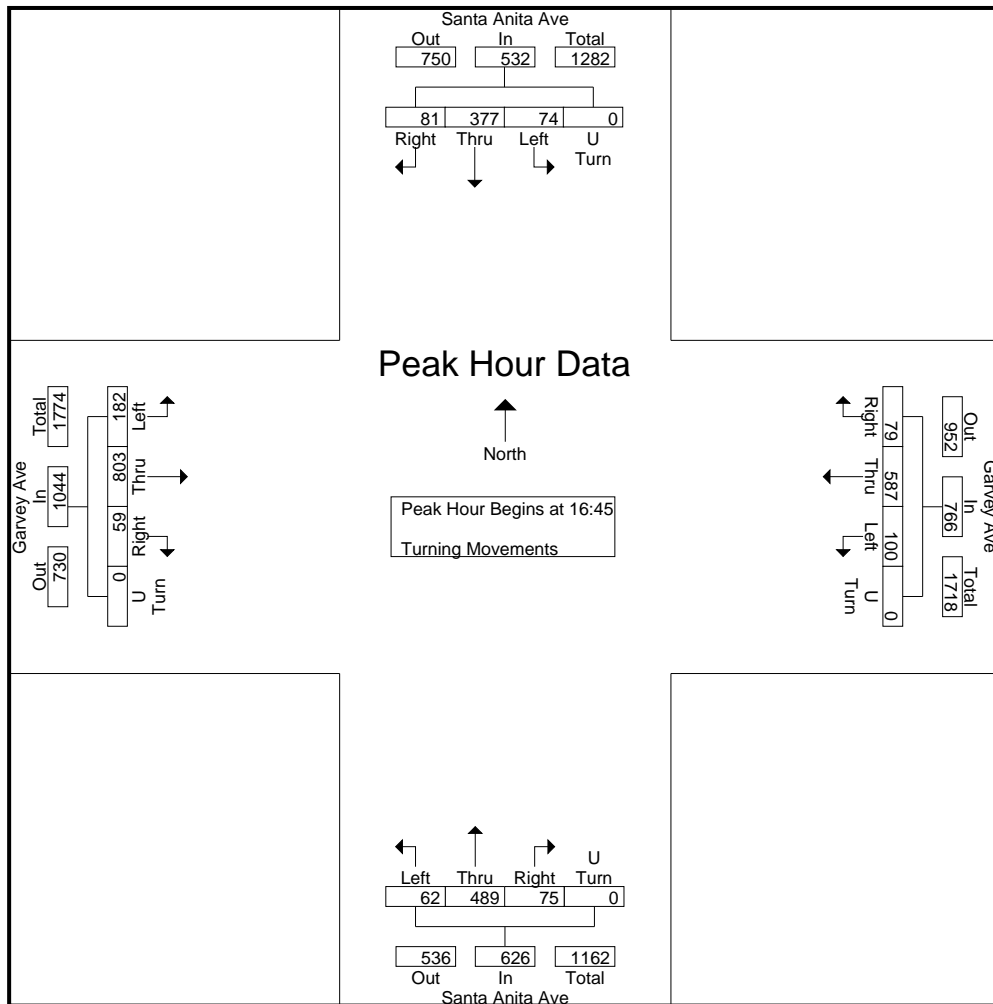 Santa Anita Ave
Out In Total
750 532 1282
81 377 74 0
Right Thru Left U Turn
Peak Hour Data
North
Peak Hour Begins at 16:45
Turning Movements
Garvey Ave
Out In Total
730 1044 1774
Left Thru Right U Turn
182 803 59 0
Garvey Ave
Out In Total
952 766 1718
Right Thru Left U Turn
79 587 100 0
Left Thru Right U Turn
62 489 75 0
536 626 1162
Out In Total
Santa Anita Ave